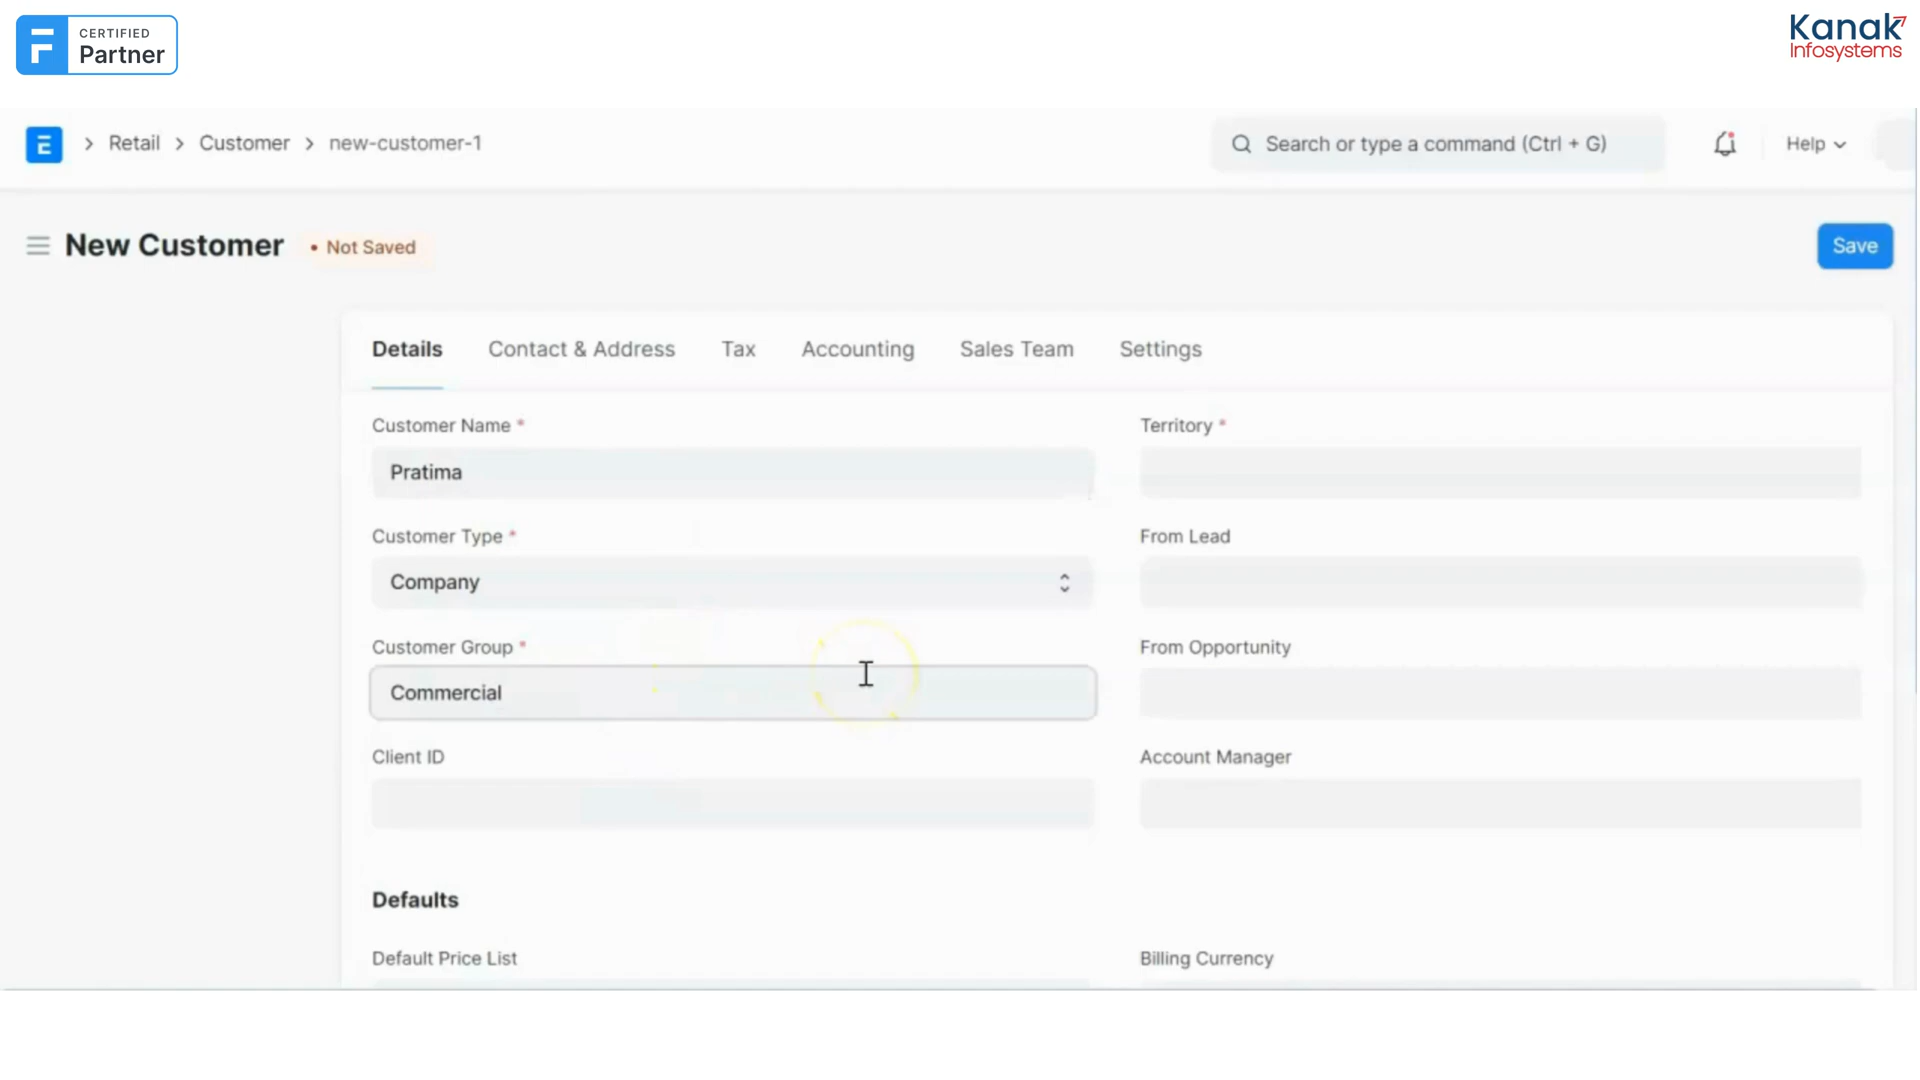 CERTIFIED
Partner
Kanak
Infosystems
Retail > Customer > new-customer-1
Search or type a command (Ctrl + G)
Help
New Customer
• Not Saved
Save
Details Contact & Address Tax Accounting Sales Team Settings
Customer Name *
Territory *
Pratima
Customer Type *
From Lead
Company
Customer Group *
From Opportunity
Commercial
Client ID
Account Manager
Defaults
Default Price List
Billing Currency